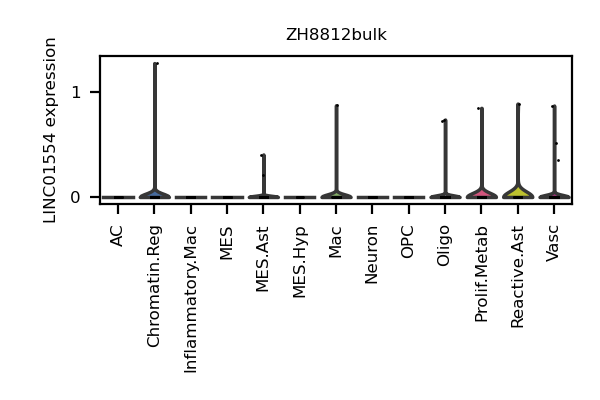 ZH8812bulk
LINC01554 expression
1
0
AC
Chromatin.Reg
Inflammatory.Mac
MES
MES.Ast
MES.Hyp
Mac
Neuron
OPC
Oligo
Prolif.Metab
Reactive.Ast
Vasc